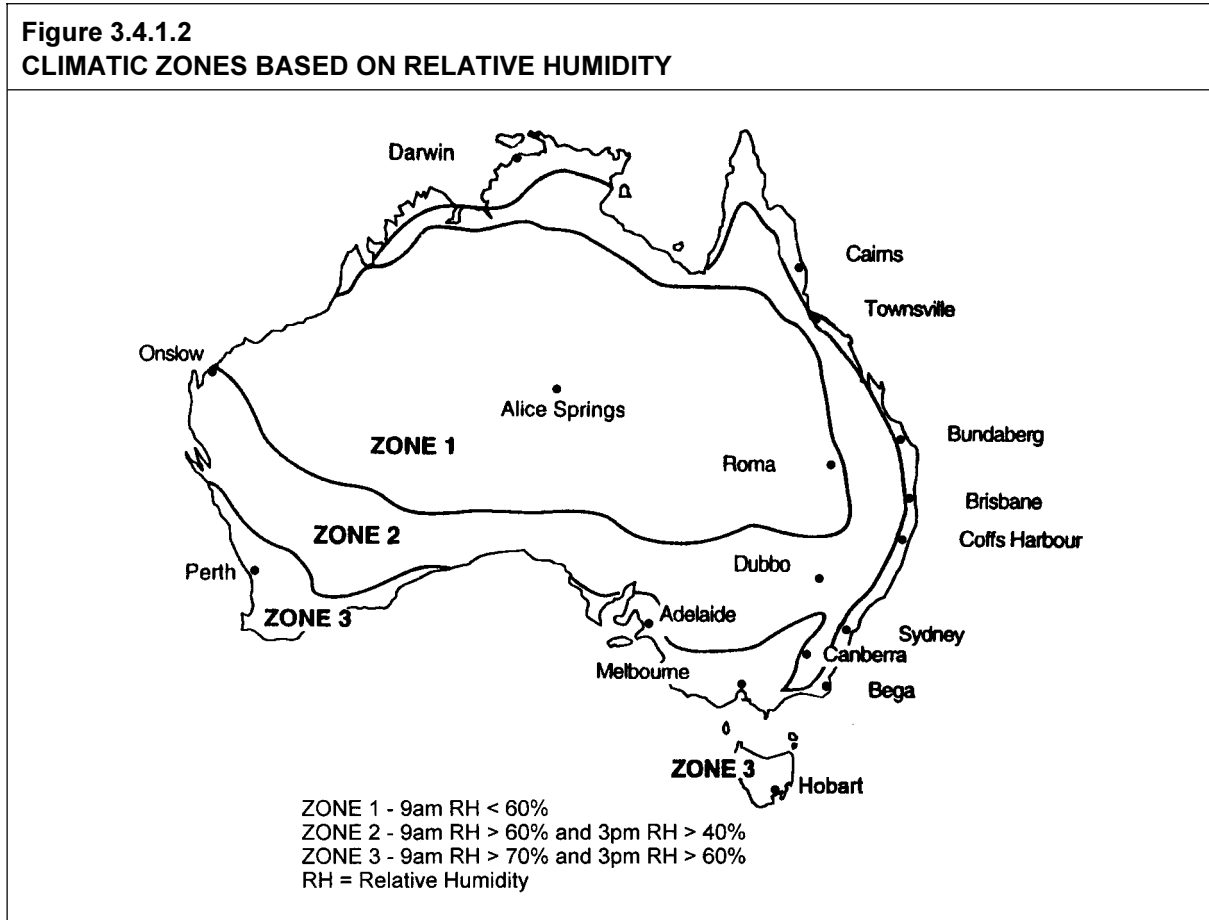 Figure 3.4.1.2
CLIMATIC ZONES BASED ON RELATIVE HUMIDITY
Darwin
Cairns
Townsville
Onslow
Alice Springs
ZONE 1
Bundaberg
Roma
Brisbane
ZONE 2
Coffs Harbour
Perth
Dubbo
ZONE 3
Adelaide
Sydney
Canberra
Melbourne
Bega
ZONE 3
Hobart
ZONE 1 - 9am RH < 60%
ZONE 2 - 9am RH > 60% and 3pm RH > 40%
ZONE 3 - 9am RH > 70% and 3pm RH > 60%
RH = Relative Humidity